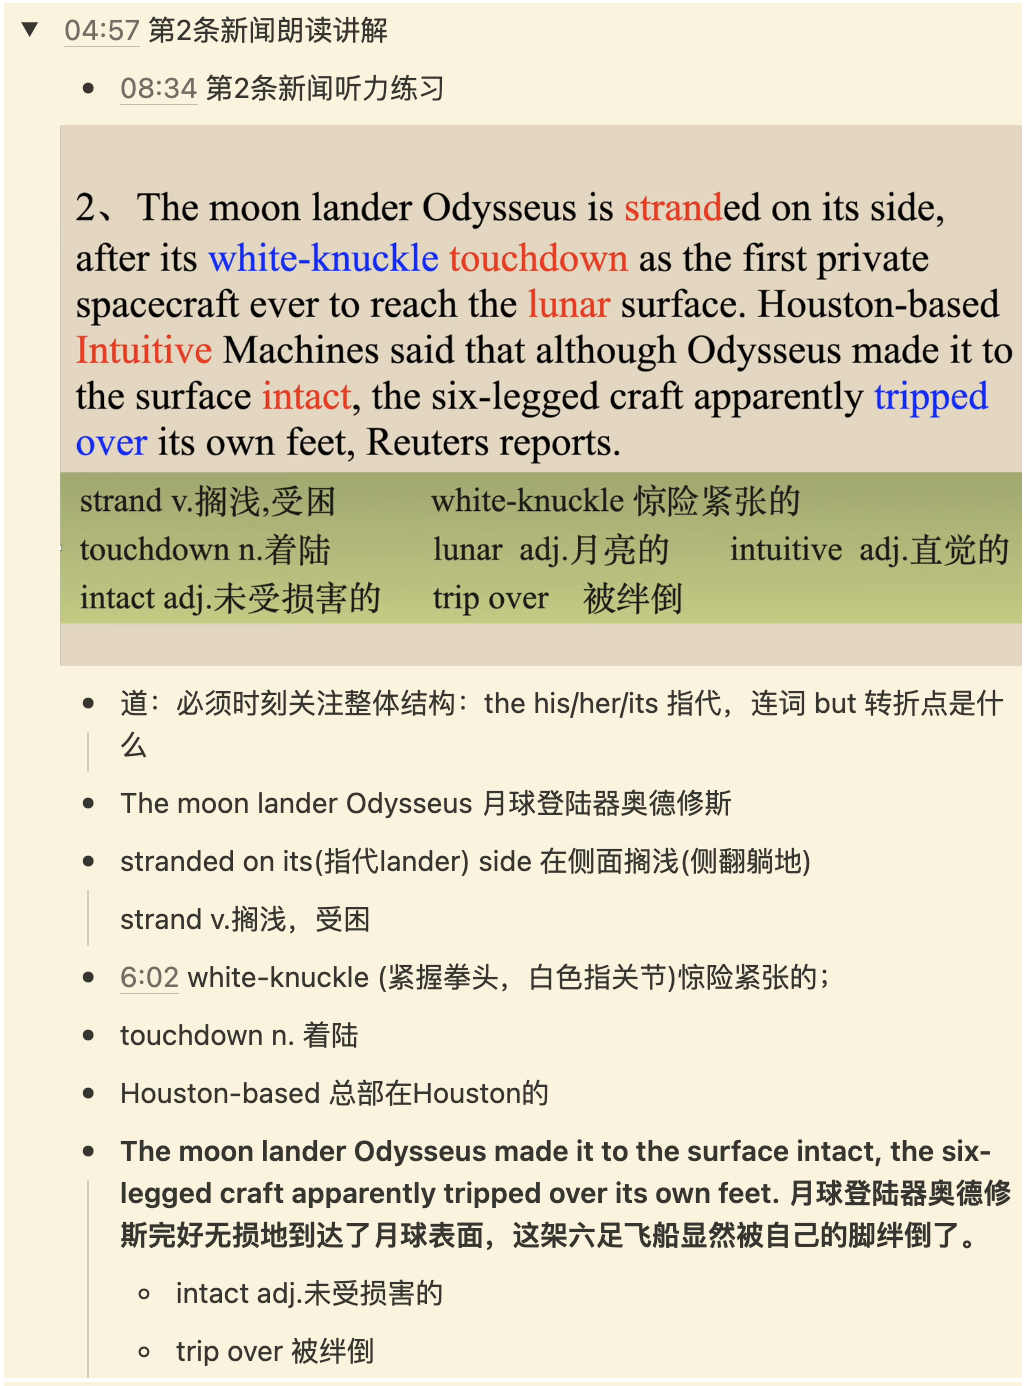 ▼ 04:57 第2条新闻朗读讲解
• 08:34 第2条新闻听力练习
2、The moon lander Odysseus is stranded on its side,
after its white-knuckle touchdown as the first private
spacecraft ever to reach the lunar surface. Houston-based
Intuitive Machines said that although Odysseus made it to
the surface intact, the six-legged craft apparently tripped
over its own feet, Reuters reports.
strand v.搁浅,受困 white-knuckle 惊险紧张的
touchdown n.着陆 lunar adj.月亮的 intuitive adj.直觉的
intact adj.未受损害的 trip over 被绊倒
• 道：必须时刻关注整体结构：the his/her/its 指代，连词 but 转折点是什
么
• The moon lander Odysseus 月球登陆器奥德修斯
• stranded on its(指代lander) side 在侧面搁浅(侧翻躺地)
strand v.搁浅，受困
• 6:02 white-knuckle (紧握拳头，白色指关节)惊险紧张的；
• touchdown n. 着陆
• Houston-based 总部在Houston的
• The moon lander Odysseus made it to the surface intact, the six-
legged craft apparently tripped over its own feet. 月球登陆器奥德修
斯完好无损地到达了月球表面，这架六足飞船显然被自己的脚绊倒了。
◦ intact adj.未受损害的
◦ trip over 被绊倒